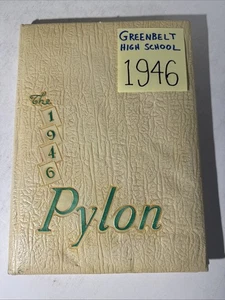 GREENBELT
HIGH SCHOOL
1946
The
1946
Pylon